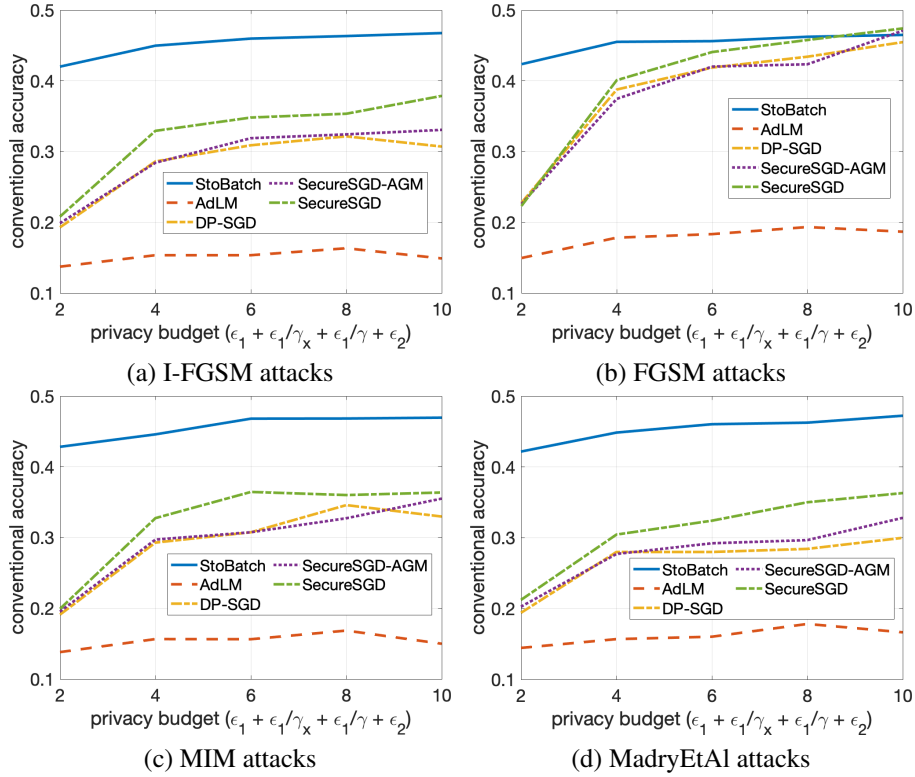 0.5
0.4
0.3
0.2
0.1
conventional accuracy
StoBatch
AdLM
DP-SGD
SecureSGD-AGM
SecureSGD
2 4 6 8 10
privacy budget (ϵ₁ + ϵ₁/γₓ + ϵ₁/γ + ϵ₂)
(a) I-FGSM attacks
0.5
0.4
0.3
0.2
0.1
conventional accuracy
StoBatch
AdLM
DP-SGD
SecureSGD-AGM
SecureSGD
2 4 6 8 10
privacy budget (ϵ₁ + ϵ₁/γₓ + ϵ₁/γ + ϵ₂)
(b) FGSM attacks
0.5
0.4
0.3
0.2
0.1
conventional accuracy
StoBatch
AdLM
DP-SGD
SecureSGD-AGM
SecureSGD
2 4 6 8 10
privacy budget (ϵ₁ + ϵ₁/γₓ + ϵ₁/γ + ϵ₂)
(c) MIM attacks
0.5
0.4
0.3
0.2
0.1
conventional accuracy
StoBatch
AdLM
DP-SGD
SecureSGD-AGM
SecureSGD
2 4 6 8 10
privacy budget (ϵ₁ + ϵ₁/γₓ + ϵ₁/γ + ϵ₂)
(d) MadryEtAl attacks